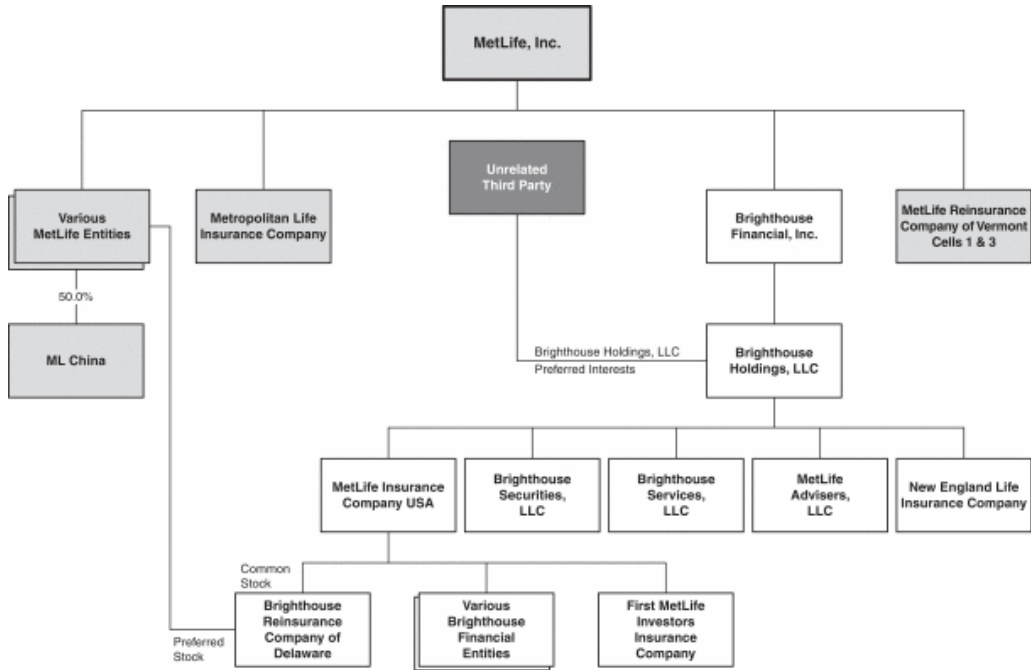 MetLife, Inc.
Unrelated
Third Party
Various
MetLife Entities
Metropolitan Life
Insurance Company
Brighthouse
Financial, Inc.
MetLife Reinsurance
Company of Vermont
Cells 1 & 3
50.0%
ML China
Brighthouse Holdings, LLC
Preferred Interests
Brighthouse
Holdings, LLC
MetLife Insurance
Company USA
Brighthouse
Securities,
LLC
Brighthouse
Services,
LLC
MetLife
Advisers,
LLC
New England Life
Insurance Company
Common
Stock
Preferred
Stock
Brighthouse
Reinsurance
Company of
Delaware
Various
Brighthouse
Financial
Entities
First MetLife
Investors
Insurance
Company